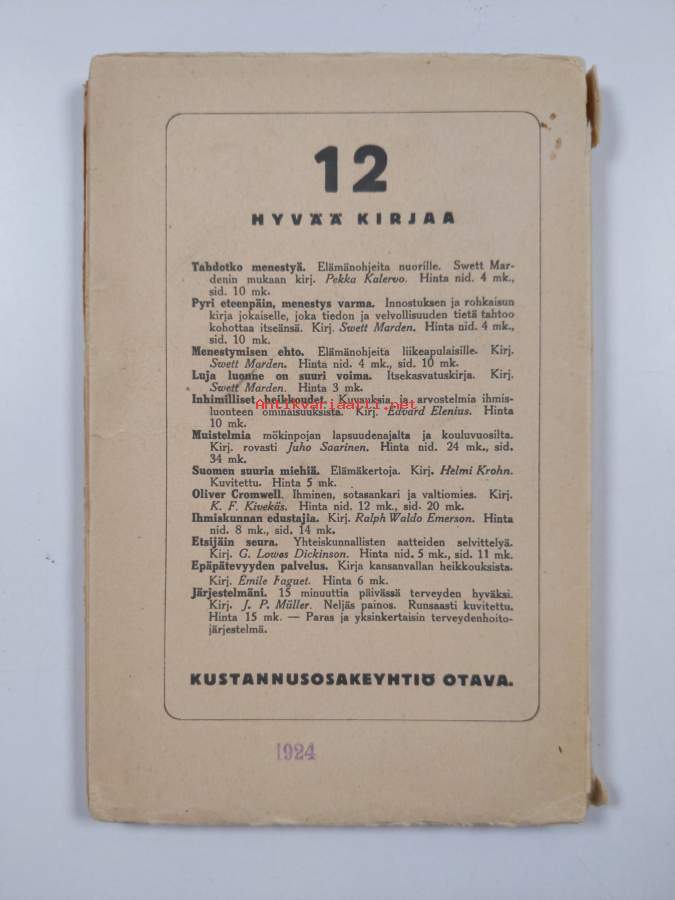 12
HYVÄÄ KIRJAA
Tahdotko menestyä. Elämänohjeita nuorille. Swett Mar-
denin mukaan kirj. Pekka Kalervo. Hinta nid. 4 mk.,
sid. 10 mk.
Pyri eteenpäin, menestys varma. Innostuksen ja rohkaisun
kirja jokaiselle, joka tiedon ja velvollisuuden tietä tahtoo
kohottaa itseänsä. Kirj. Swett Marden. Hinta nid. 4 mk.,
sid. 10 mk.
Menestymisen ehto. Elämänohjeita liikeapulaisille. Kirj.
Swett Marden. Hinta nid. 4 mk., sid. 10 mk.
Luja luonne on suuri voima. Itsekasvatuskirja. Kirj.
Swett Marden. Hinta 3 mk.
Inhimilliset heikkoudet. Kuvauksia ja arvostelmia ihmis-
luonteen ominaisuuksista. Kirj. Edvard Elenius. Hinta
10 mk.
Antikvariaatti.net
Muistelmia mökinpojan lapsuudenajalta ja kouluvuosilta.
Kirj. rovasti Juho Saarinen. Hinta nid. 24 mk., sid.
34 mk.
Suomen suuria miehiä. Elämäkertoja. Kirj. Helmi Krohn.
Kuvitettu. Hinta 5 mk.
Oliver Cromwell. Ihminen, sotasankari ja valtiomies. Kirj.
K. F. Kivekäs. Hinta nid. 12 mk., sid. 20 mk.
Ihmiskunnan edustajia. Kirj. Ralph Waldo Emerson. Hinta
nid. 8 mk., sid. 14 mk.
Etsijäin seura. Yhteiskunnallisten aatteiden selvittelyä.
Kirj. G. Lowes Dickinson. Hinta nid. 5 mk., sid. 11 mk.
Epäpätevyyden palvelus. Kirja kansanvallan heikkouksista.
Kirj. Emile Faguet. Hinta 6 mk.
Järjestelmäni. 15 minuuttia päivässä terveyden hyväksi.
Kirj. J. P. Müller. Neljäs painos. Runsaasti kuvitettu.
Hinta 15 mk. — Paras ja yksinkertaisin terveydenhoito-
järjestelmä.
KUSTANNUSOSAKEYHTIÖ OTAVA.
1924